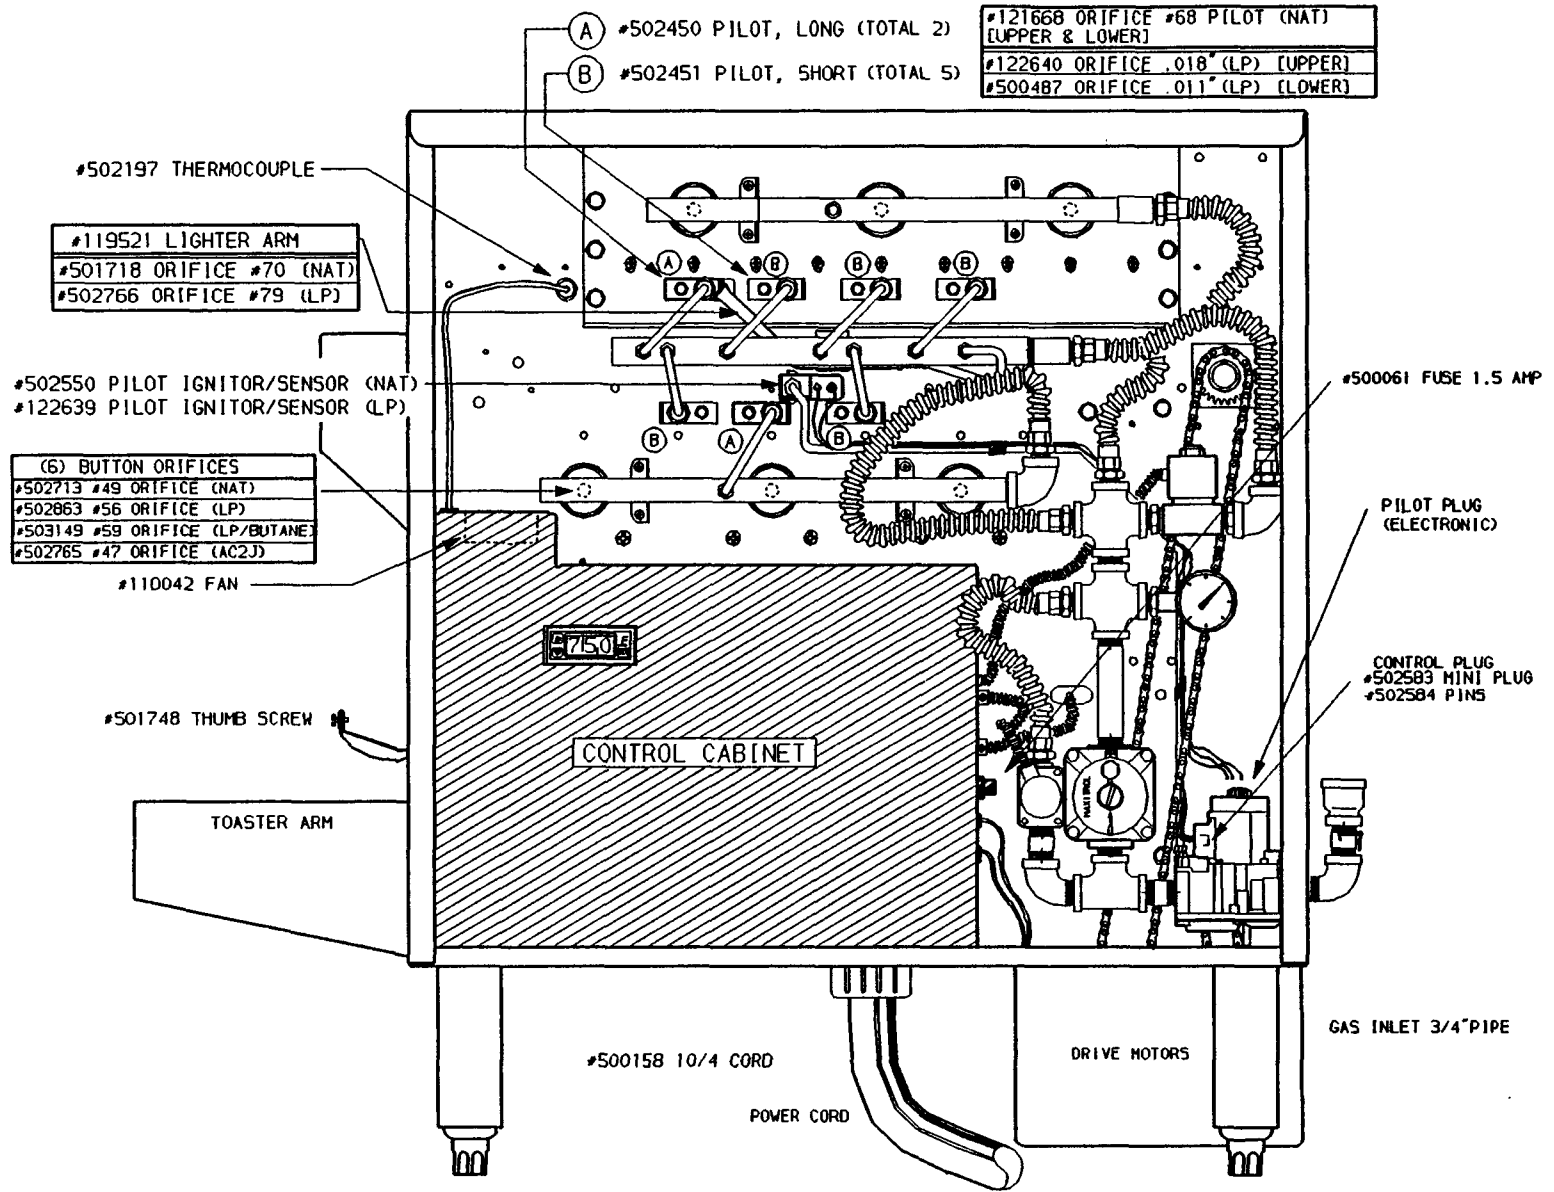 A #502450 PILOT, LONG (TOTAL 2)
B #502451 PILOT, SHORT (TOTAL 5)
#121668 ORIFICE #68 PILOT (NAT)
[UPPER & LOWER]
#122640 ORIFICE .018" (LP) [UPPER]
#500487 ORIFICE .011" (LP) [LOWER]
#502197 THERMOCOUPLE
#119521 LIGHTER ARM
#501718 ORIFICE #70 (NAT)
#502766 ORIFICE #79 (LP)
A B B B
#502550 PILOT IGNITOR/SENSOR (NAT)
#122639 PILOT IGNITOR/SENSOR (LP)
#500061 FUSE 1.5 AMP
B A B
(6) BUTTON ORIFICES
#502713 #49 ORIFICE (NAT)
#502863 #56 ORIFICE (LP)
#503149 #59 ORIFICE (LP/BUTANE)
#502765 #47 ORIFICE (AC2J)
PILOT PLUG
(ELECTRONIC)
#110042 FAN
715.0
CONTROL PLUG
#502583 MINI PLUG
#502584 PINS
#501748 THUMB SCREW
CONTROL CABINET
MAXITROL
TOASTER ARM
GAS INLET 3/4"PIPE
#500158 10/4 CORD
DRIVE MOTORS
POWER CORD